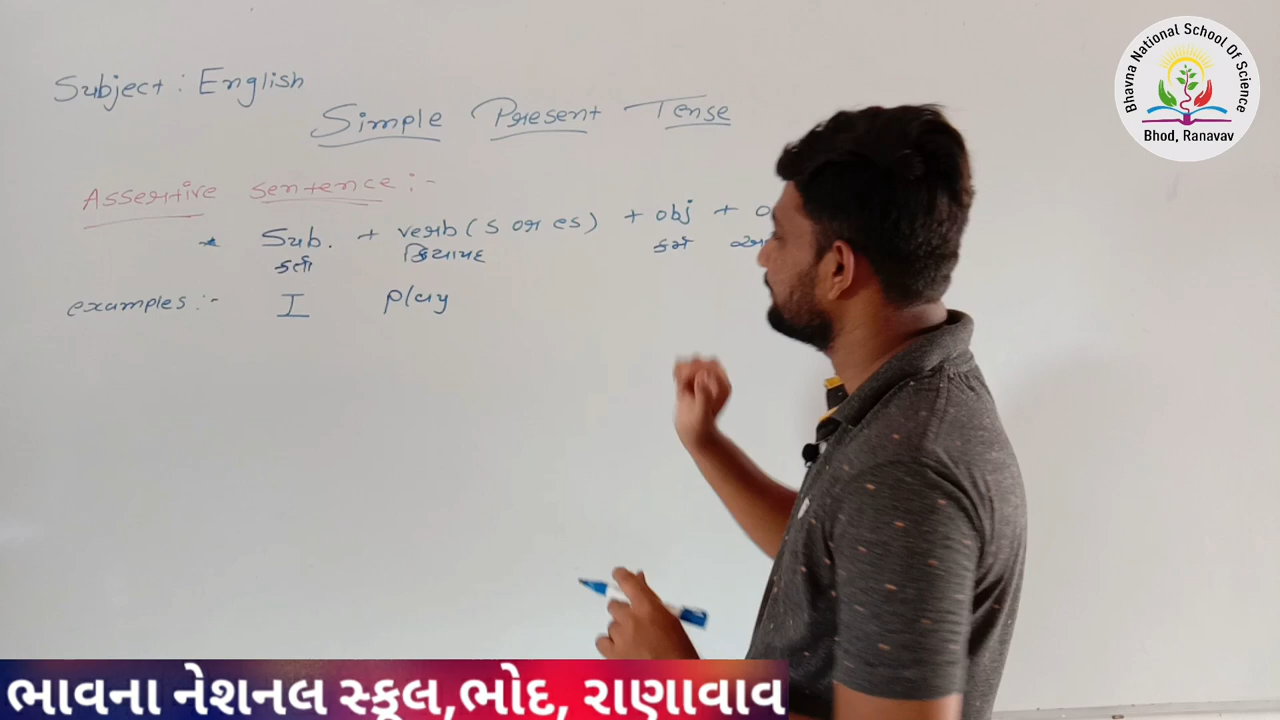 Subject : English
Simple Present Tense
Assertive sentence :-
Sub. + verb ( s or es ) + obj +
કર્તા ક્રિયાપદ કર્મ
examples :- I play
Bhavna National School Of Science
Bhod, Ranavav
ભાવના નેશનલ સ્કૂલ,ભોદ, રાણાવાવ